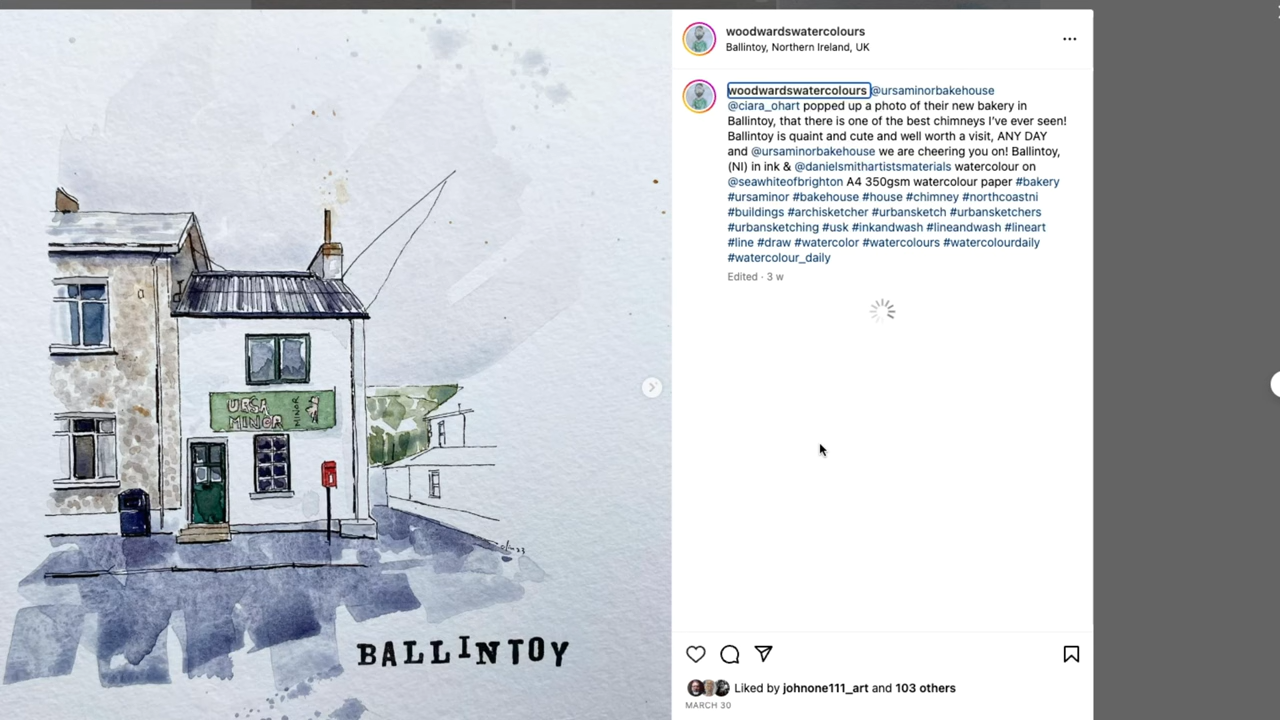 woodwardswatercolours
Ballintoy, Northern Ireland, UK
woodwardswatercolours @ursaminorbakehouse
@ciara_ohart popped up a photo of their new bakery in
Ballintoy, that there is one of the best chimneys I've ever seen!
Ballintoy is quaint and cute and well worth a visit, ANY DAY
and @ursaminorbakehouse we are cheering you on! Ballintoy,
(NI) in ink & @danielsmithartistsmaterials watercolour on
@seawhiteofbrighton A4 350gsm watercolour paper #bakery
#ursaminor #bakehouse #house #chimney #northcoastni
#buildings #archisketcher #urbansketch #urbansketchers
#urbansketching #usk #inkandwash #lineandwash #lineart
#line #draw #watercolor #watercolours #watercolourdaily
#watercolour_daily
Edited · 3 w
URSA
MINOR
MINOR
BALLINTOY
Liked by johnone111_art and 103 others
MARCH 30